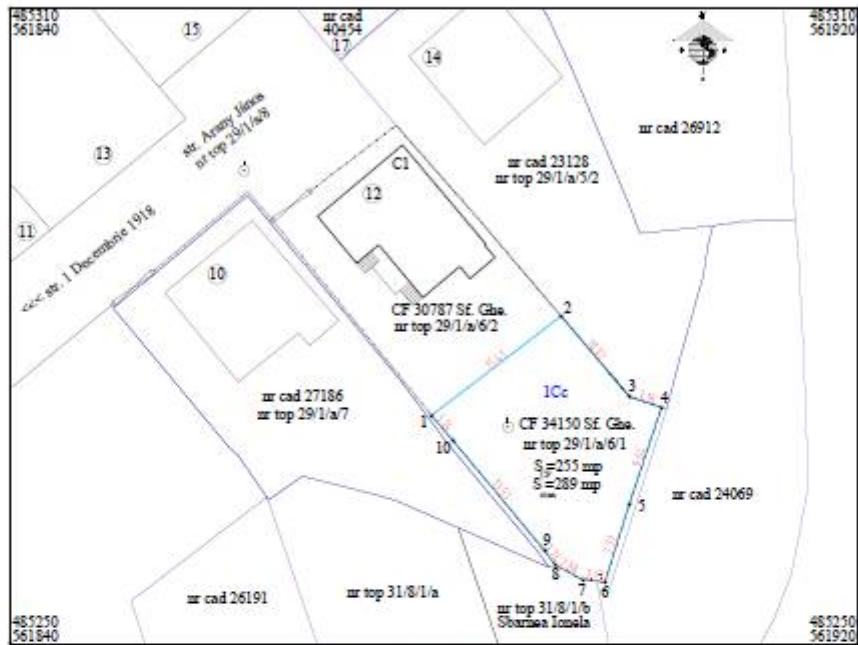 485310
561840
485310
561920
15
nr cad
40454
17
14
nr cad 26912
13
str. Arany János
nr top 29/1/a/8
nr cad 23128
nr top 29/1/a/5/2
C1
12
11
<<< str. 1 Decembrie 1918
10
CF 30787 Sf. Ghe.
nr top 29/1/a/6/2
2
nr cad 27186
nr top 29/1/a/7
1
10
1Cc
3
4
CF 34150 Sf. Ghe.
nr top 29/1/a/6/1
S =255 mp
S =289 mp
5
nr cad 24069
9
8
7
6
nr cad 26191
nr top 31/8/1/a
nr top 31/8/1/b
Sbarnea Ionela
485250
561840
485250
561920